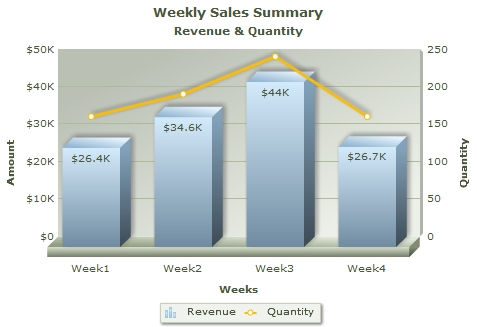 Weekly Sales Summary
Revenue & Quantity
$50K
$40K
$30K
$20K
$10K
$0
Amount
$26.4K
$34.6K
$44K
$26.7K
250
200
150
100
50
0
Quantity
Week1 Week2 Week3 Week4
Weeks
Revenue Quantity